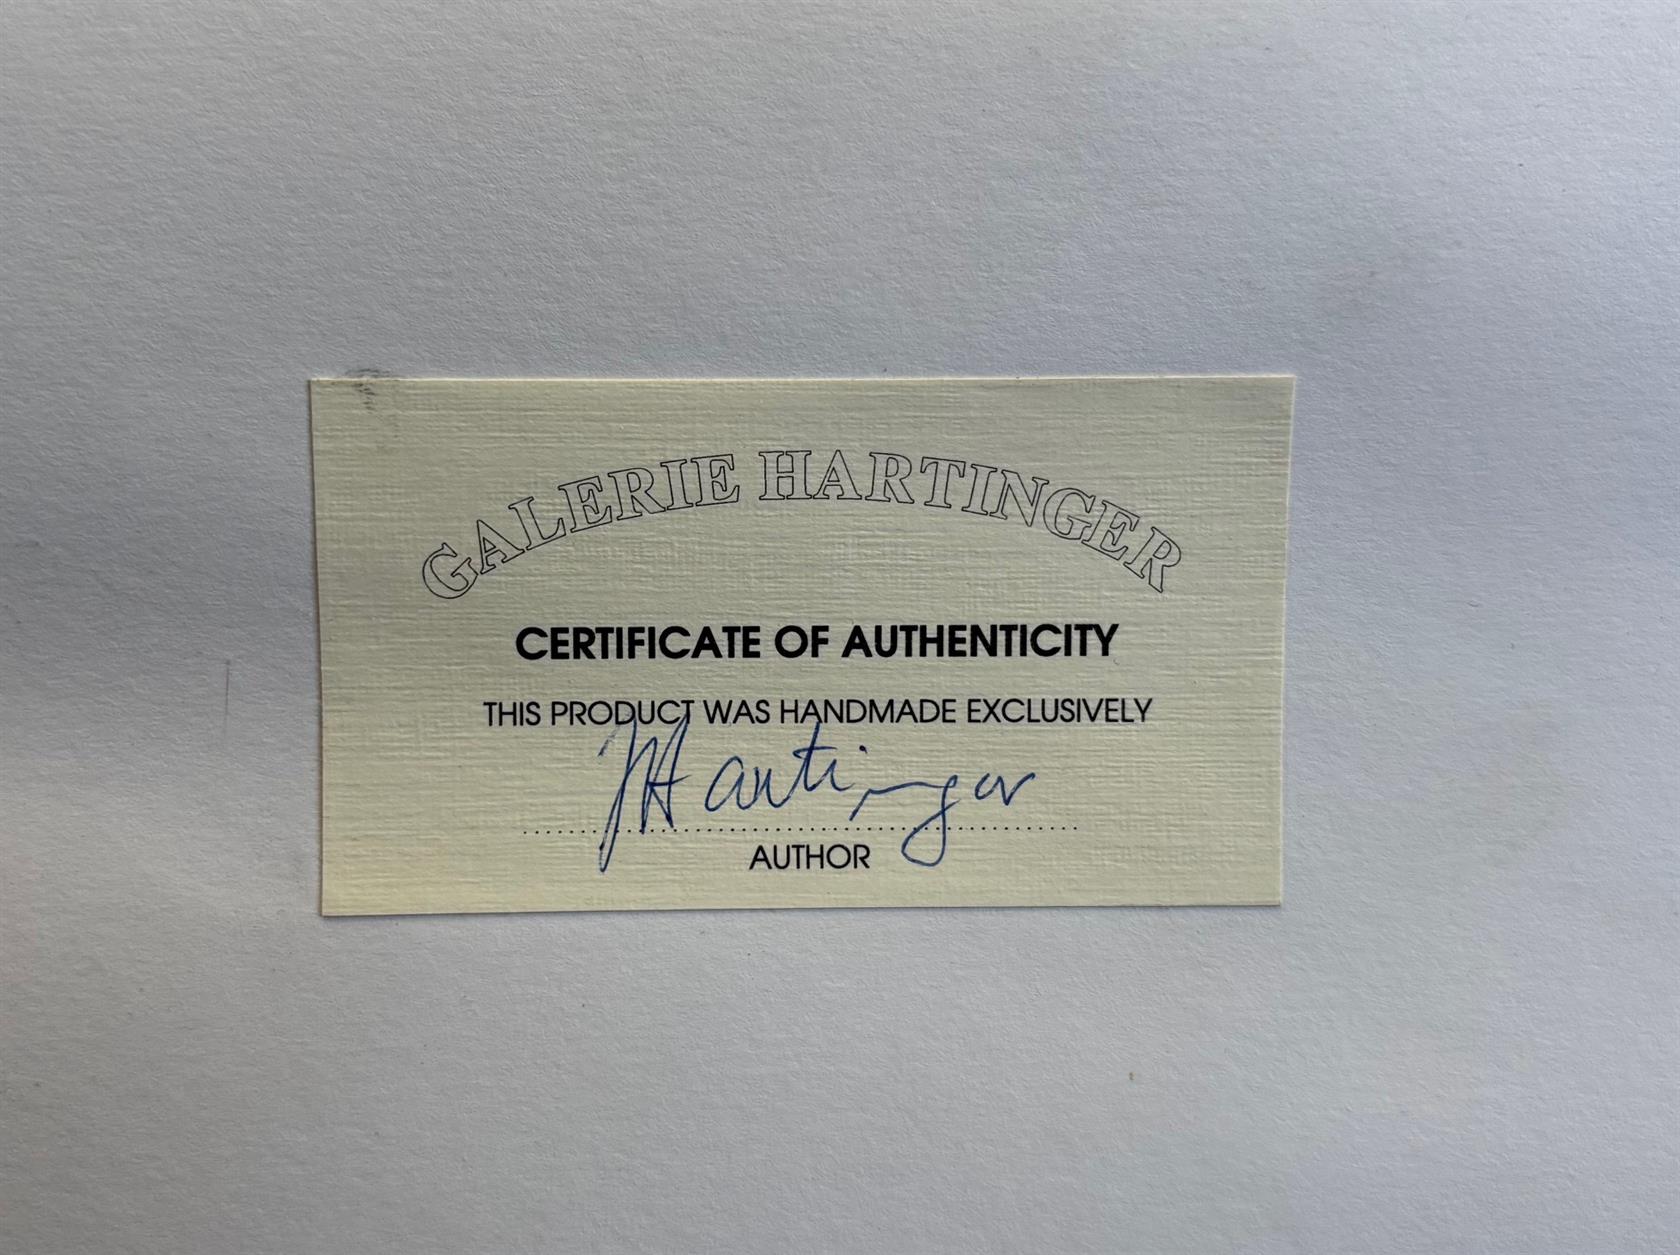 GALERIE HARTINGER
CERTIFICATE OF AUTHENTICITY
THIS PRODUCT WAS HANDMADE EXCLUSIVELY
Hartinger
AUTHOR